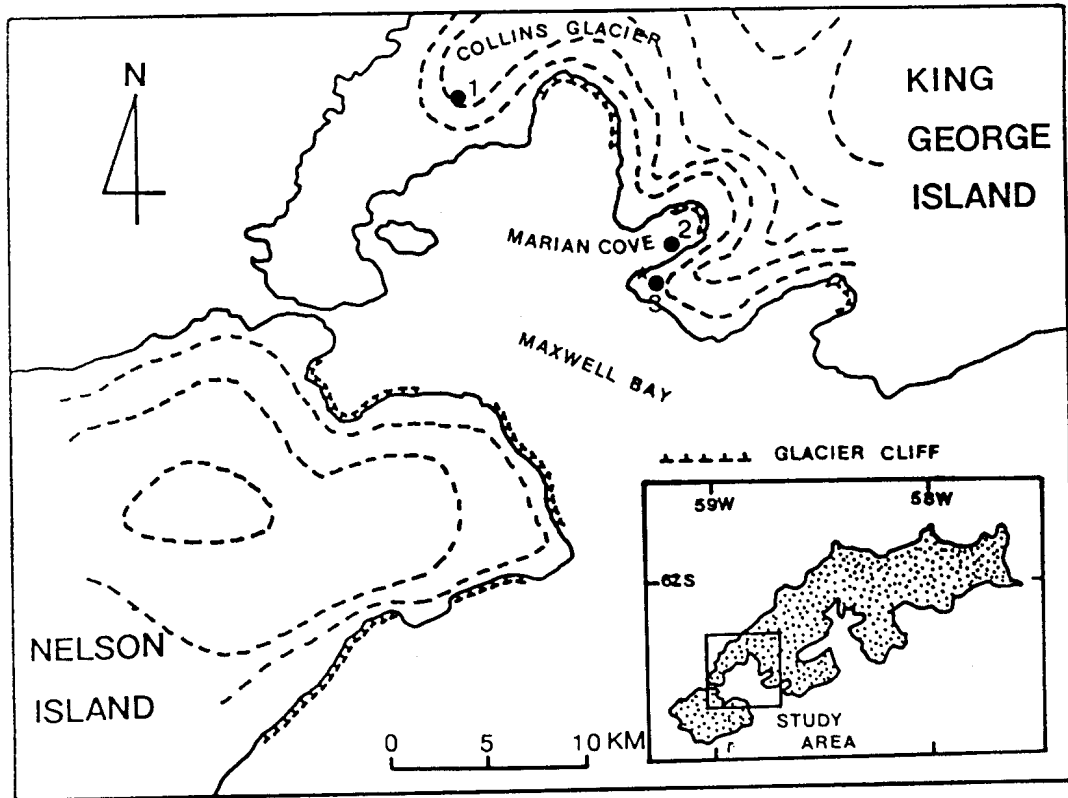 COLLINS GLACIER
N
1
KING
GEORGE
ISLAND
2
MARIAN COVE
3
MAXWELL BAY
GLACIER CLIFF
59W
58W
62S
NELSON
ISLAND
STUDY
AREA
0 5 10 KM